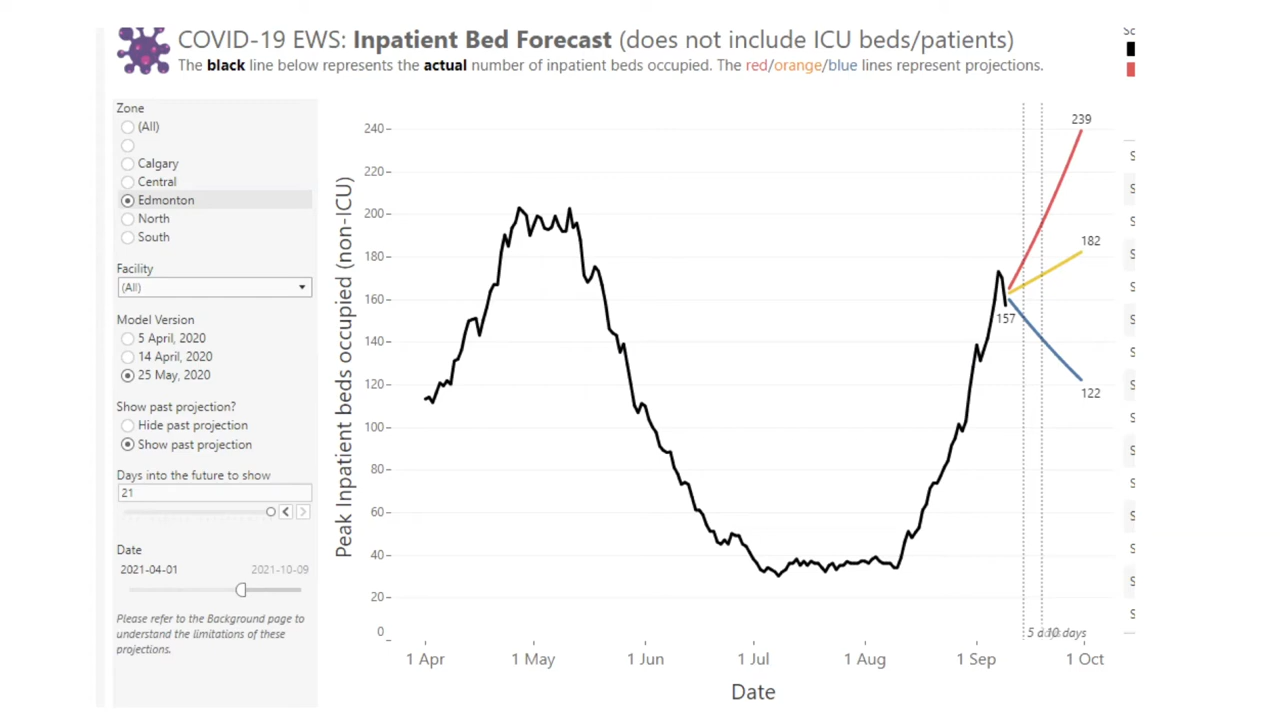 COVID-19 EWS: Inpatient Bed Forecast (does not include ICU beds/patients)
The black line below represents the actual number of inpatient beds occupied. The red/orange/blue lines represent projections.
Zone
(All)
Calgary
Central
Edmonton
North
South
Facility
(All)
Model Version
5 April, 2020
14 April, 2020
25 May, 2020
Show past projection?
Hide past projection
Show past projection
Days into the future to show
21
Date
2021-04-01 2021-10-09
Please refer to the Background page to
understand the limitations of these
projections.
Peak Inpatient beds occupied (non-ICU)
240
220
200
180
160
140
120
100
80
60
40
20
0
239
182
157
122
5 d 10 days
1 Apr 1 May 1 Jun 1 Jul 1 Aug 1 Sep 1 Oct
Date